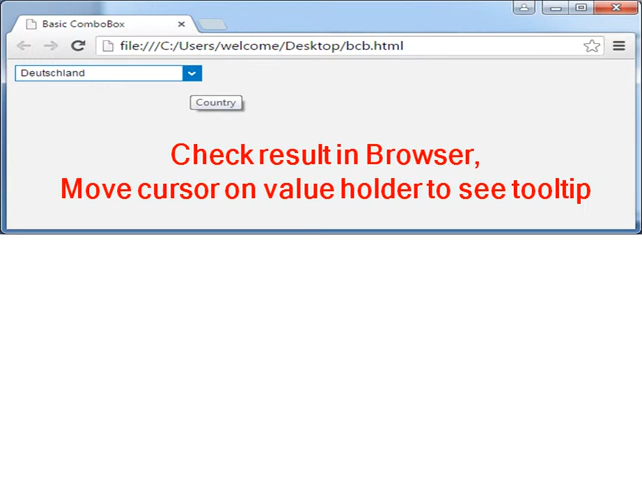 Basic ComboBox
file:///C:/Users/welcome/Desktop/bcb.html
Deutschland
Country
Check result in Browser,
Move cursor on value holder to see tooltip